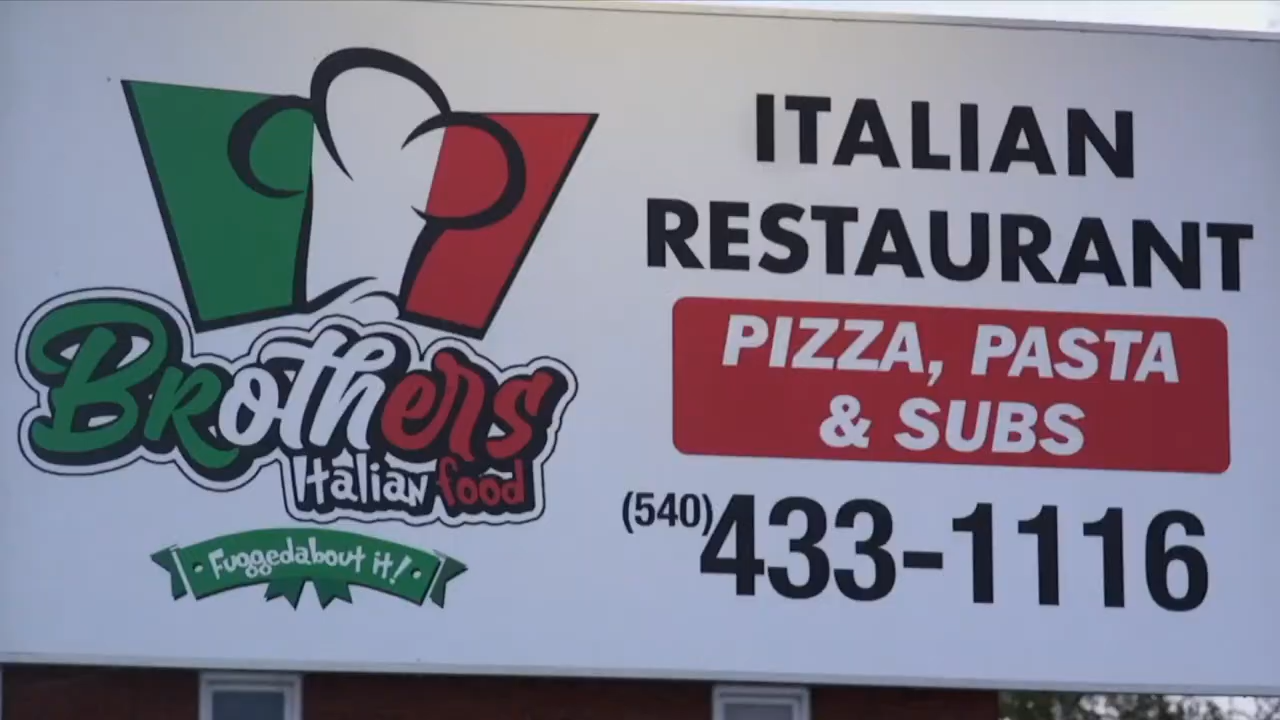 Brothers
Italian food
Fuggedabout it!
ITALIAN
RESTAURANT
PIZZA, PASTA
& SUBS
(540)433-1116